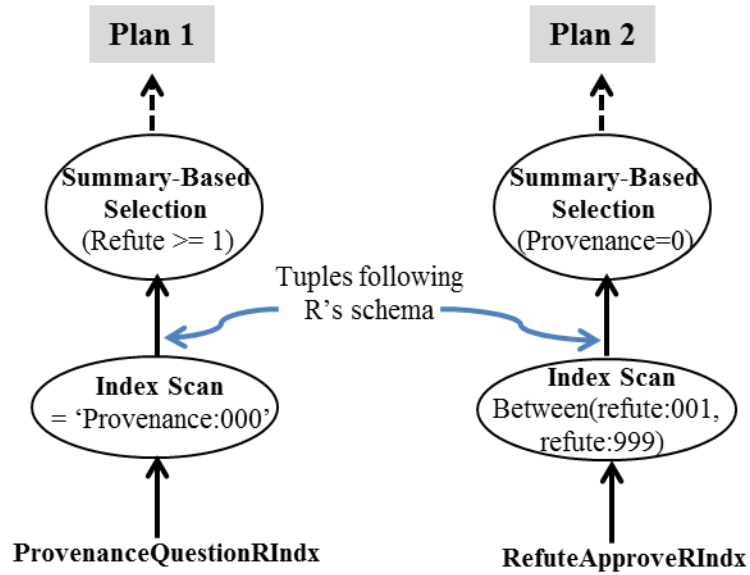 Plan 1
Summary-Based
Selection
(Refute >= 1)
Index Scan
= ‘Provenance:000’
ProvenanceQuestionRIndx
Tuples following
R’s schema
Plan 2
Summary-Based
Selection
(Provenance=0)
Index Scan
Between(refute:001,
refute:999)
RefuteApproveRIndx